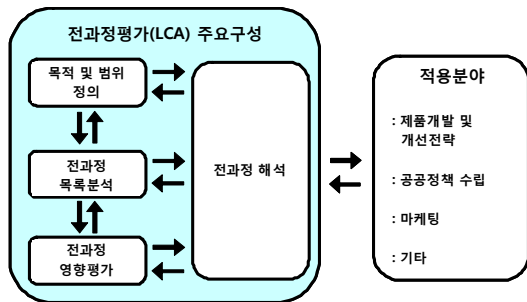 전과정평가(LCA) 주요구성
목적 및 범위
정의
전과정
목록분석
전과정
영향평가
전과정 해석
적용분야
: 제품개발 및
개선전략
: 공공정책 수립
: 마케팅
: 기타